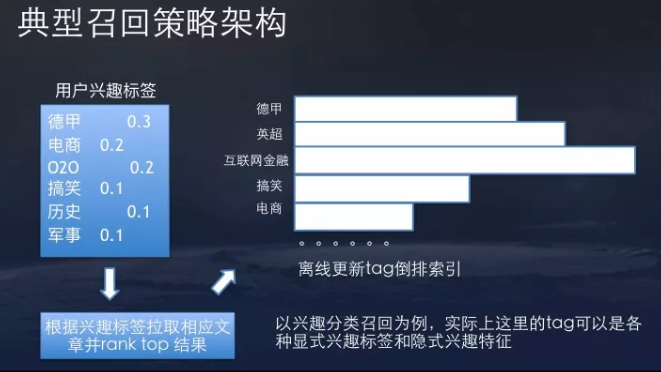 典型召回策略架构
用户兴趣标签
德甲 0.3
电商 0.2
O2O 0.2
搞笑 0.1
历史 0.1
军事 0.1
根据兴趣标签拉取相应文
章并rank top 结果
德甲
英超
互联网金融
搞笑
电商
。。。。。。
离线更新tag倒排索引
以兴趣分类召回为例，实际上这里的tag可以是各
种显式兴趣标签和隐式兴趣特征